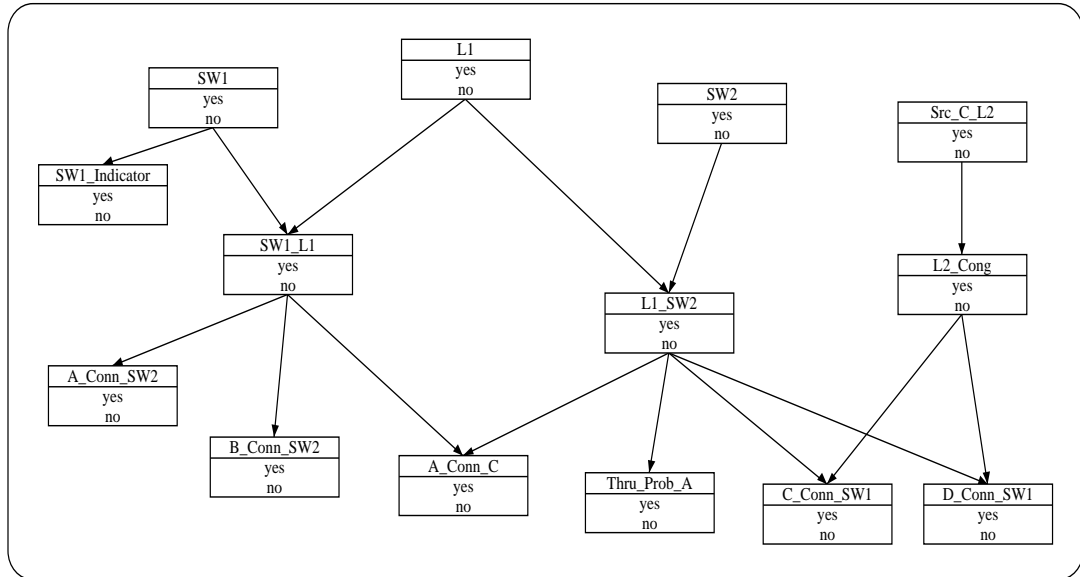 L1
yes
no
SW1
yes
no
SW2
yes
no
Src_C_L2
yes
no
SW1_Indicator
yes
no
SW1_L1
yes
no
L2_Cong
yes
no
L1_SW2
yes
no
A_Conn_SW2
yes
no
B_Conn_SW2
yes
no
A_Conn_C
yes
no
Thru_Prob_A
yes
no
C_Conn_SW1
yes
no
D_Conn_SW1
yes
no